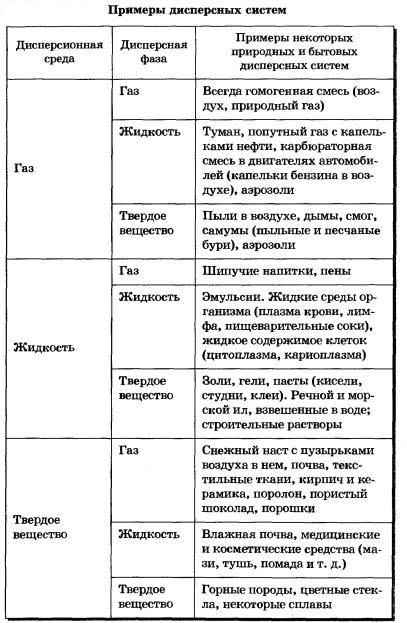 Примеры дисперсных систем
Дисперсионная
среда
Дисперсная
фаза
Примеры некоторых
природных и бытовых
дисперсных систем
Газ
Газ
Всегда гомогенная смесь (воз-
дух, природный газ)
Жидкость
Туман, попутный газ с капель-
ками нефти, карбюраторная
смесь в двигателях автомоби-
лей (капельки бензина в воз-
духе), аэрозоли
Твердое
вещество
Пыли в воздухе, дымы, смог,
самумы (пыльные и песчаные
бури), аэрозоли
Жидкость
Газ
Шипучие напитки, пены
Жидкость
Эмульсии. Жидкие среды ор-
ганизма (плазма крови, лим-
фа, пищеварительные соки),
жидкое содержимое клеток
(цитоплазма, кариоплазма)
Твердое
вещество
Золи, гели, пасты (кисели,
студни, клеи). Речной и мор-
ской ил, взвешенные в воде;
строительные растворы
Твердое
вещество
Газ
Снежный наст с пузырьками
воздуха в нем, почва, текс-
тильные ткани, кирпич и ке-
рамика, поролон, пористый
шоколад, порошки
Жидкость
Влажная почва, медицинские
и косметические средства (ма-
зи, тушь, помада и т. д.)
Твердое
вещество
Горные породы, цветные стек-
ла, некоторые сплавы